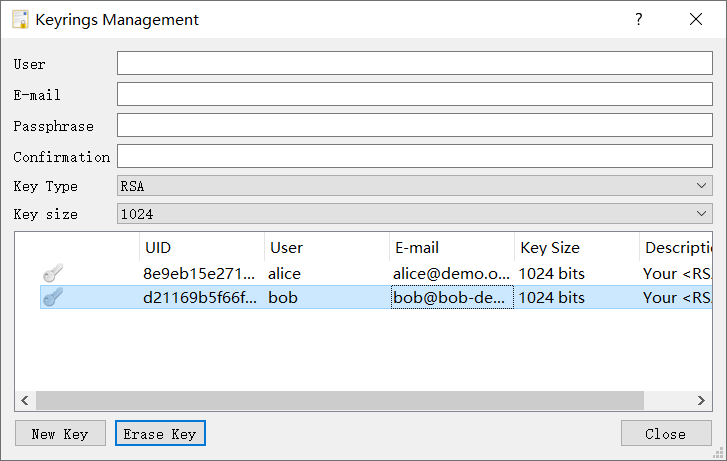 Keyrings Management
User
E-mail
Passphrase
Confirmation
Key Type RSA
Key size 1024
UID User E-mail Key Size Descriptio
8e9eb15e271... alice alice@demo.o... 1024 bits Your <RS
d21169b5f66f... bob bob@bob-de... 1024 bits Your <RS
New Key Erase Key Close